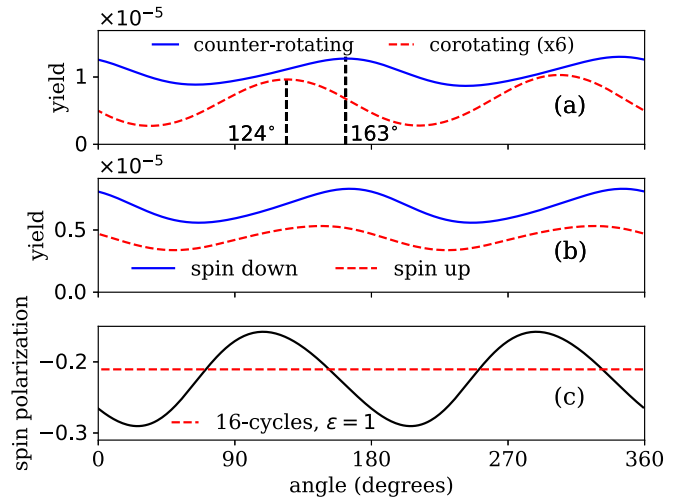 ×10⁻⁵
counter-rotating corotating (x6)
yield
1
0
124° 163°
(a)
×10⁻⁵
yield
0.5
0.0
spin down spin up
(b)
spin polarization
−0.2
−0.3
16-cycles, ε = 1
(c)
0 90 180 270 360
angle (degrees)